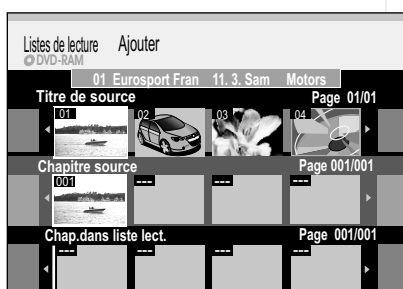 Listes de lecture Ajouter
DVD-RAM
01 Eurosport Fran 11. 3. Sam Motors
Titre de source Page 01/01
01 02 03 04
Chapitre source Page 001/001
001 --- --- ---
Chap.dans liste lect. Page 001/001
--- --- --- ---